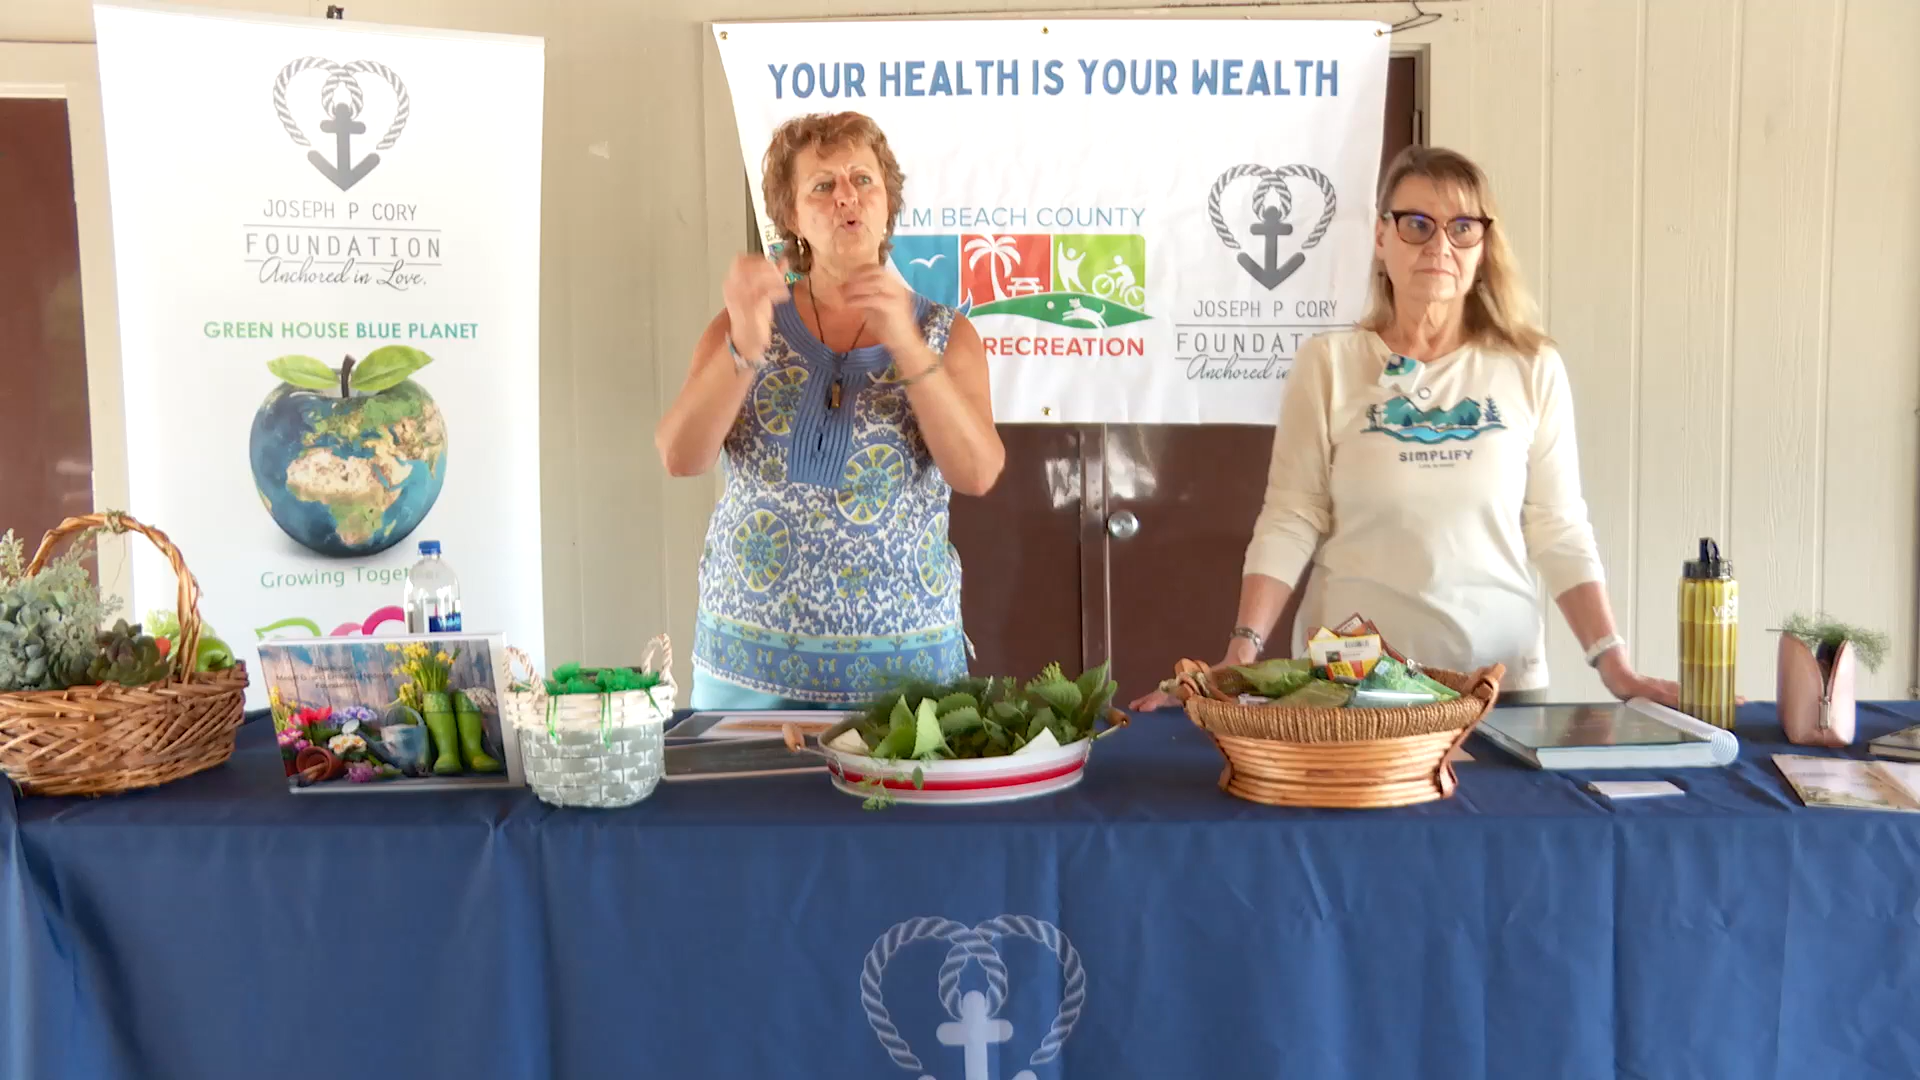 JOSEPH P CORY
FOUNDATION
Anchored in Love.
GREEN HOUSE BLUE PLANET
Growing Toget
YOUR HEALTH IS YOUR WEALTH
LM BEACH COUNTY
RECREATION
JOSEPH P CORY
FOUNDAT
Anchored in
SIMPLIFY